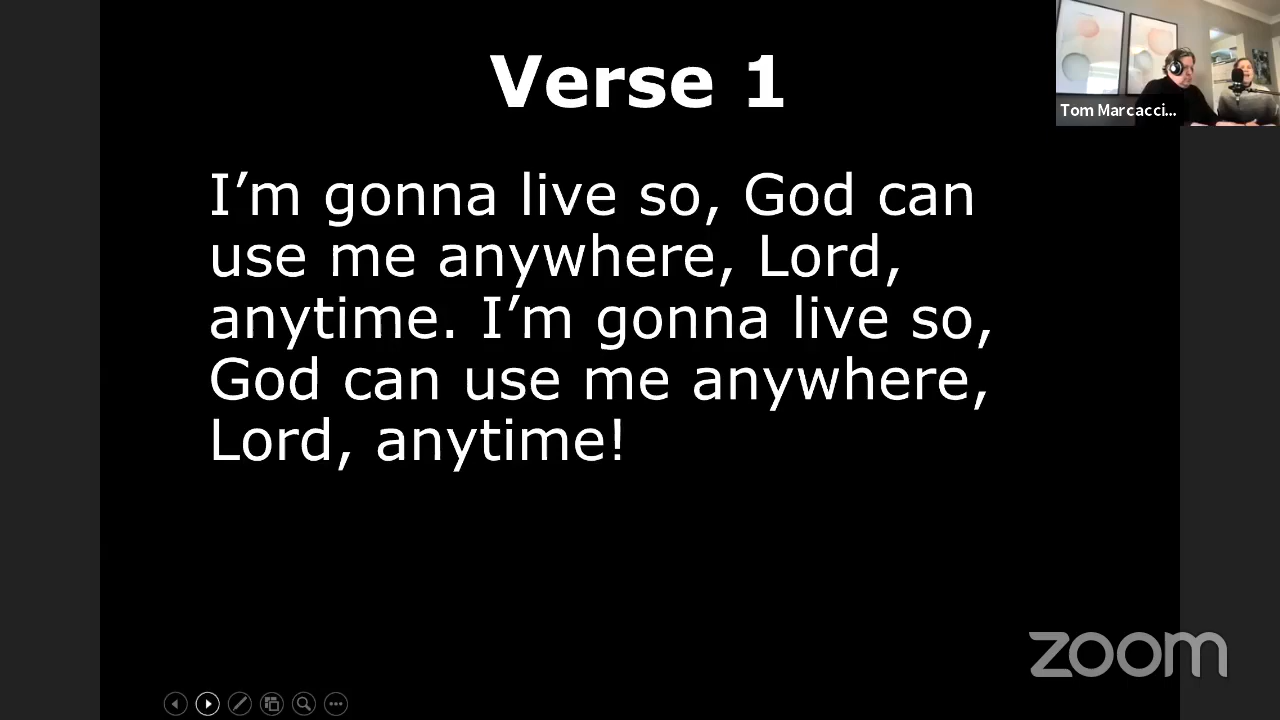 Verse 1
I’m gonna live so, God can
use me anywhere, Lord,
anytime. I’m gonna live so,
God can use me anywhere,
Lord, anytime!
Tom Marcacci...
zoom